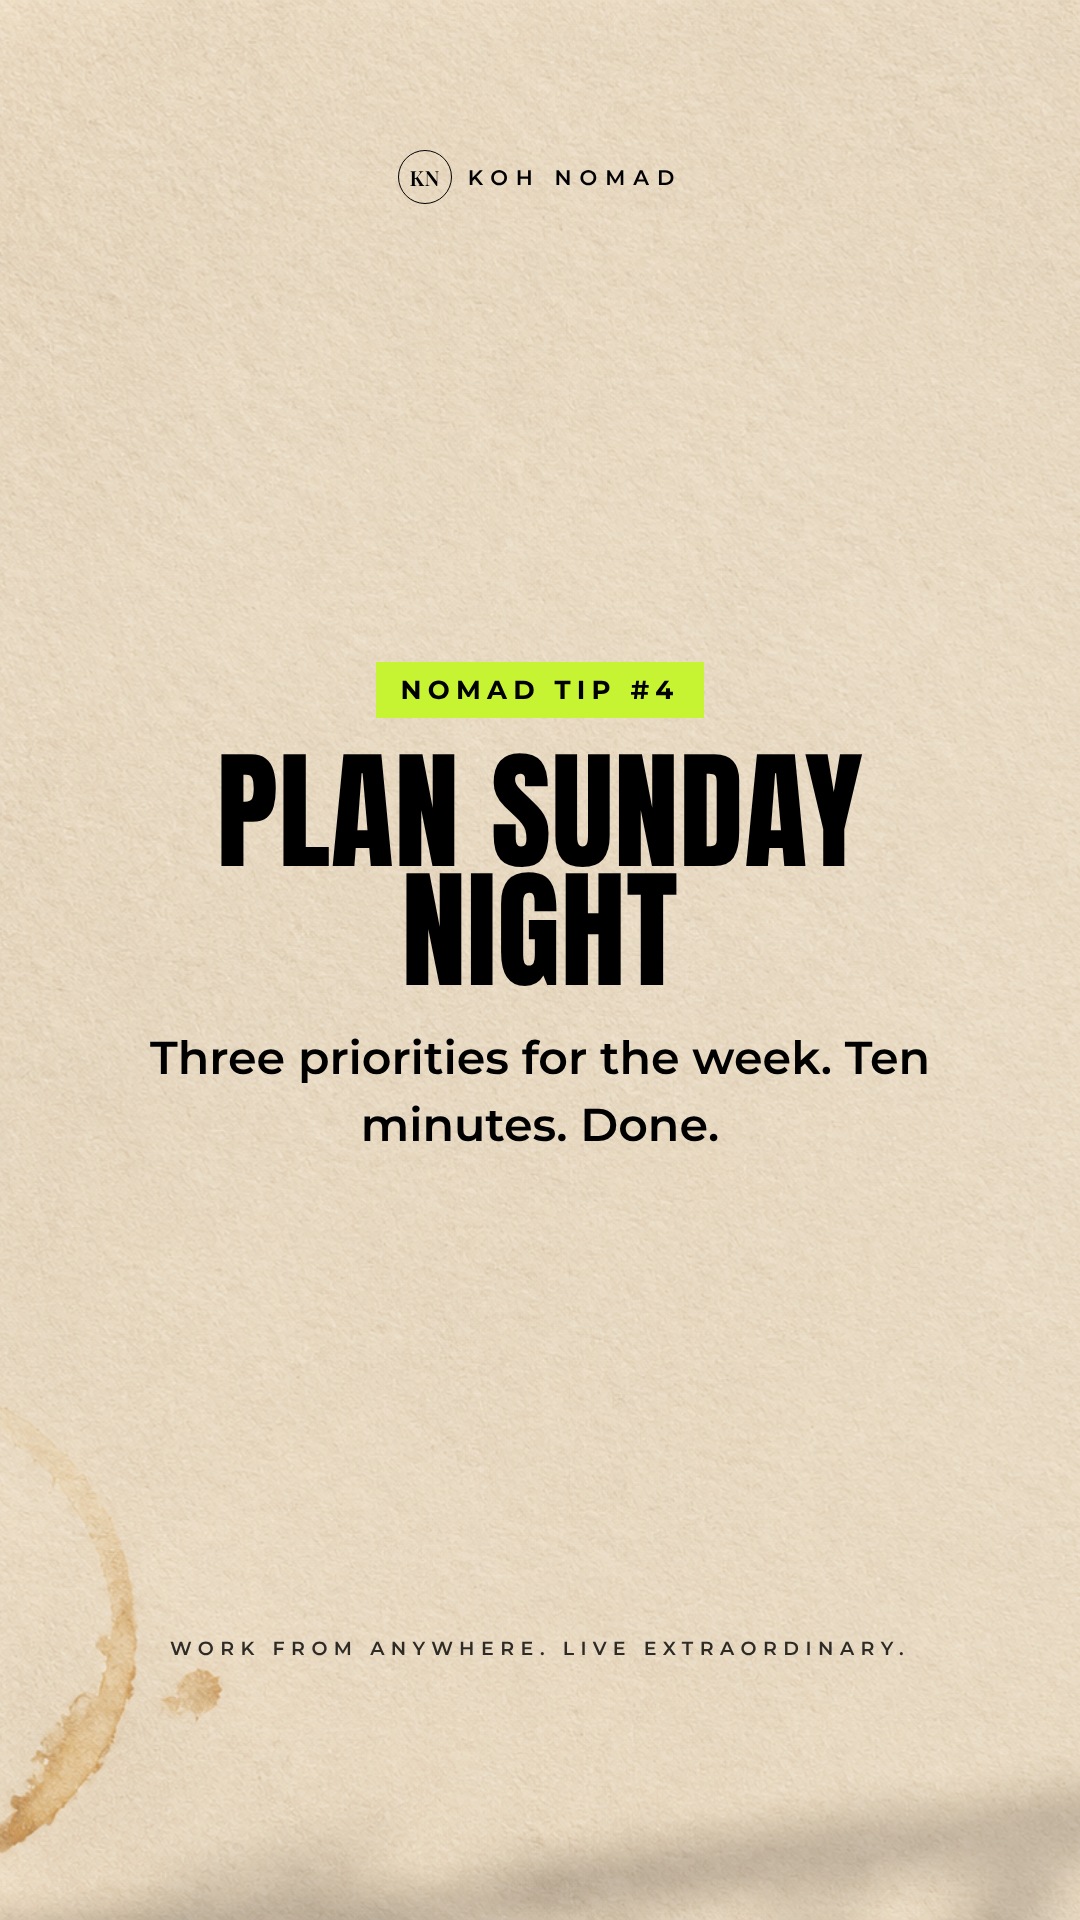 KN KOH NOMAD
NOMAD TIP #4
PLAN SUNDAY
NIGHT
Three priorities for the week. Ten
minutes. Done.
WORK FROM ANYWHERE. LIVE EXTRAORDINARY.